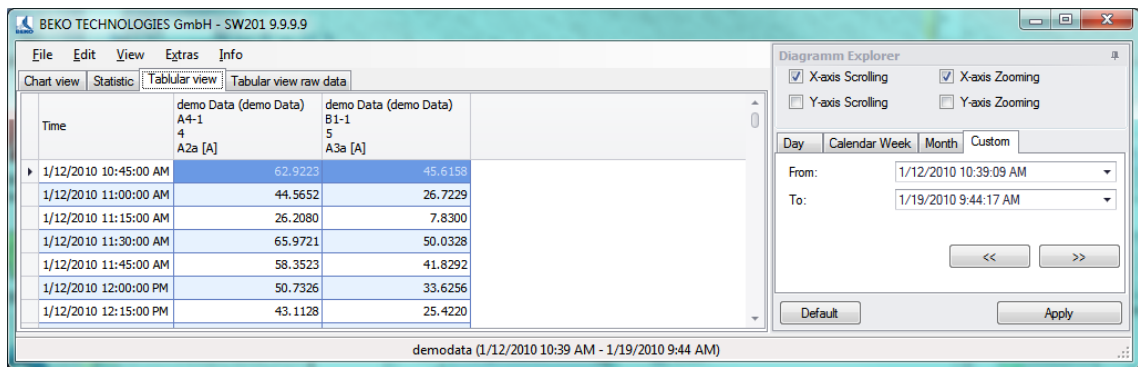 BEKO TECHNOLOGIES GmbH - SW201 9.9.9.9
File Edit View Extras Info
Chart view Statistic Tablular view Tabular view raw data
Time
demo Data (demo Data)
A4-1
4
A2a [A]
demo Data (demo Data)
B1-1
5
A3a [A]
1/12/2010 10:45:00 AM 62.9223 45.6158
1/12/2010 11:00:00 AM 44.5652 26.7229
1/12/2010 11:15:00 AM 26.2080 7.8300
1/12/2010 11:30:00 AM 65.9721 50.0328
1/12/2010 11:45:00 AM 58.3523 41.8292
1/12/2010 12:00:00 PM 50.7326 33.6256
1/12/2010 12:15:00 PM 43.1128 25.4220
Diagramm Explorer
X-axis Scrolling X-axis Zooming
Y-axis Scrolling Y-axis Zooming
Day Calendar Week Month Custom
From: 1/12/2010 10:39:09 AM
To: 1/19/2010 9:44:17 AM
<< >>
Default Apply
demodata (1/12/2010 10:39 AM - 1/19/2010 9:44 AM)